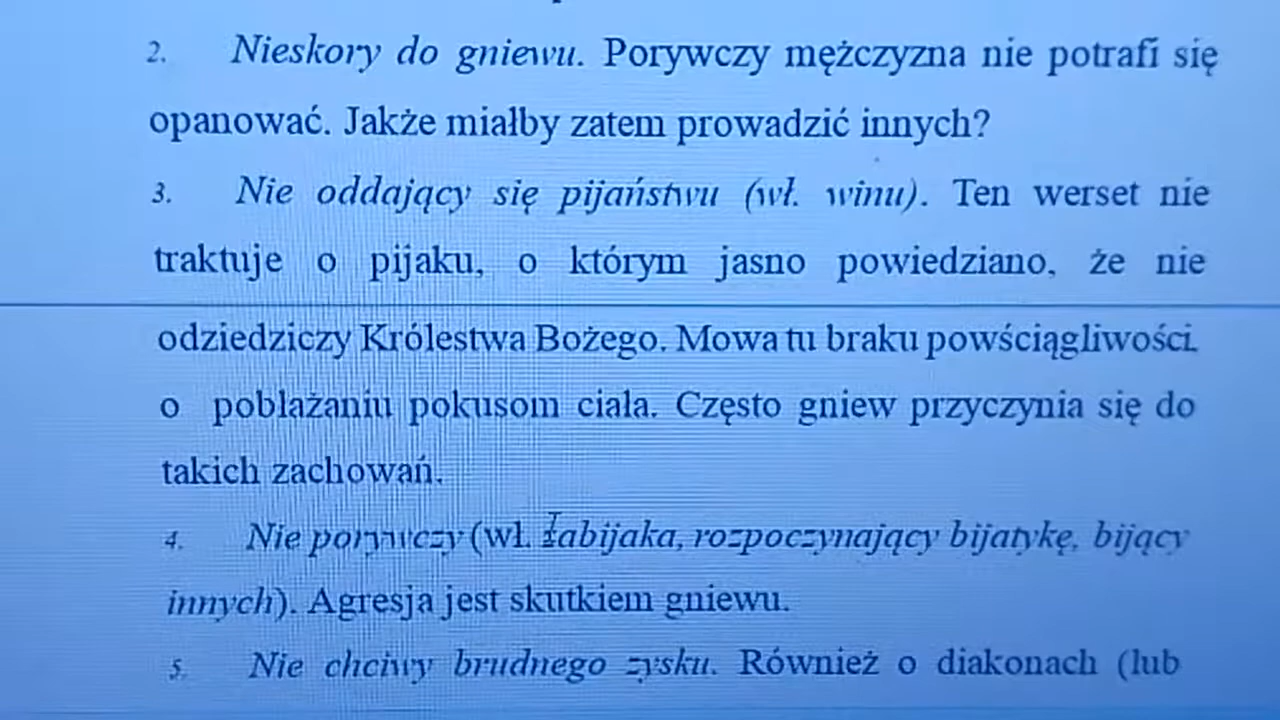 2. Nieskory do gniewu. Porywczy mężczyzna nie potrafi się
opanować. Jakże miałby zatem prowadzić innych?
3. Nie oddający się pijaństwu (wł. winu). Ten werset nie
traktuje o pijaku, o którym jasno powiedziano, że nie
odziedziczy Królestwa Bożego. Mowa tu braku powściągliwości,
o pobłażaniu pokusom ciała. Często gniew przyczynia się do
takich zachowań.
4. Nie porywczy (wł. zabijaka, rozpoczynający bijatykę, bijący
innych). Agresja jest skutkiem gniewu.
5. Nie chciwy brudnego zysku. Również o diakonach (lub